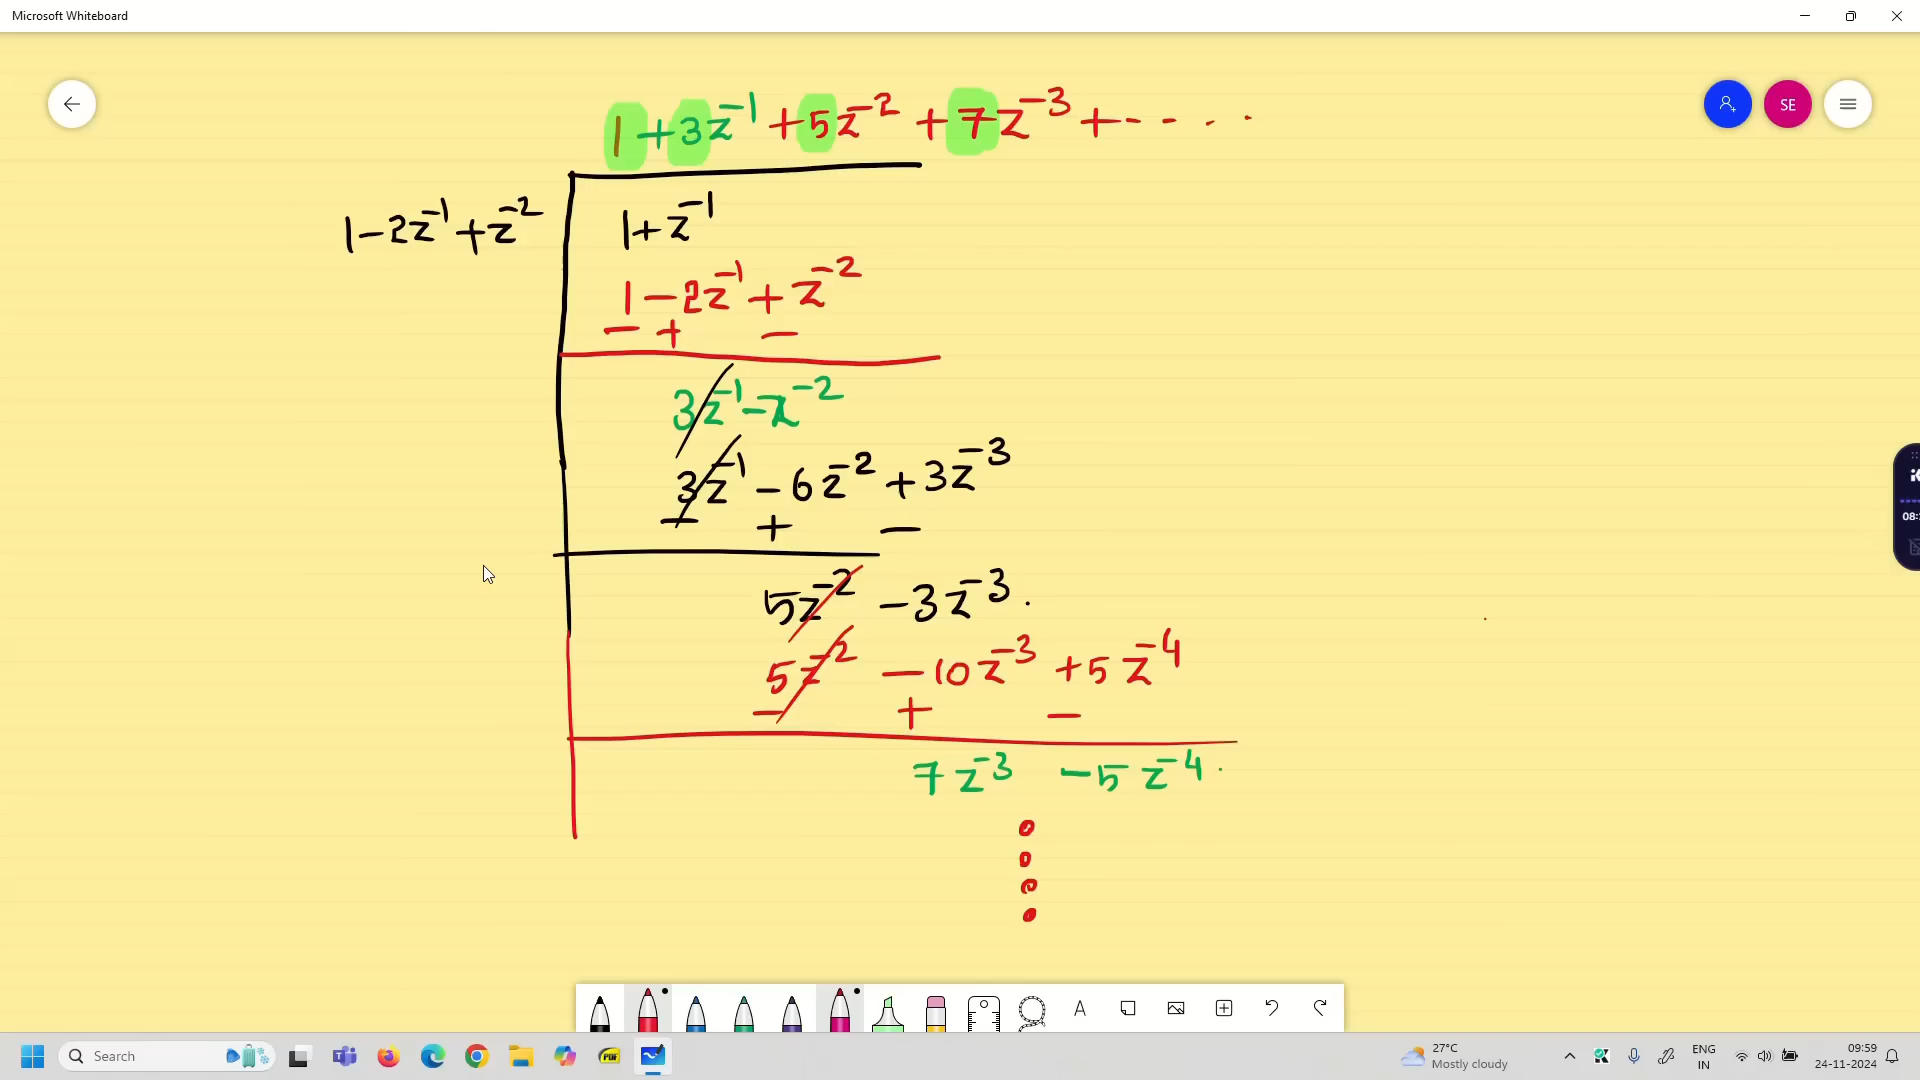 Microsoft Whiteboard
1 + 3z⁻¹ + 5z⁻² + 7z⁻³ + - - . .
SE
1 - 2z⁻¹ + z⁻²
1 + z⁻¹
1 - 2z⁻¹ + z⁻²
- + -
3z⁻¹ - z⁻²
3z⁻¹ - 6z⁻² + 3z⁻³
- + -
08:
5z⁻² - 3z⁻³
5z⁻² - 10z⁻³ + 5z⁻⁴
- + -
7z⁻³ - 5z⁻⁴
A
Search
PDF
27°C
Mostly cloudy
ENG
IN
09:59
24-11-2024